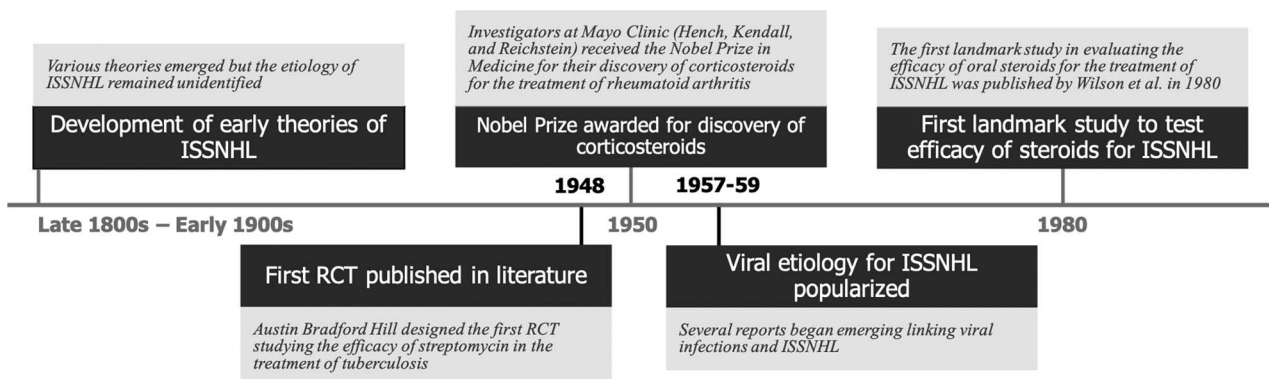 Various theories emerged but the etiology of
ISSNHL remained unidentified
Development of early theories of
ISSNHL
Late 1800s – Early 1900s
First RCT published in literature
Austin Bradford Hill designed the first RCT
studying the efficacy of streptomycin in the
treatment of tuberculosis
1948
Investigators at Mayo Clinic (Hench, Kendall,
and Reichstein) received the Nobel Prize in
Medicine for their discovery of corticosteroids
for the treatment of rheumatoid arthritis
Nobel Prize awarded for discovery of
corticosteroids
1950
1957-59
Viral etiology for ISSNHL
popularized
Several reports began emerging linking viral
infections and ISSNHL
The first landmark study in evaluating the
efficacy of oral steroids for the treatment of
ISSNHL was published by Wilson et al. in 1980
First landmark study to test
efficacy of steroids for ISSNHL
1980